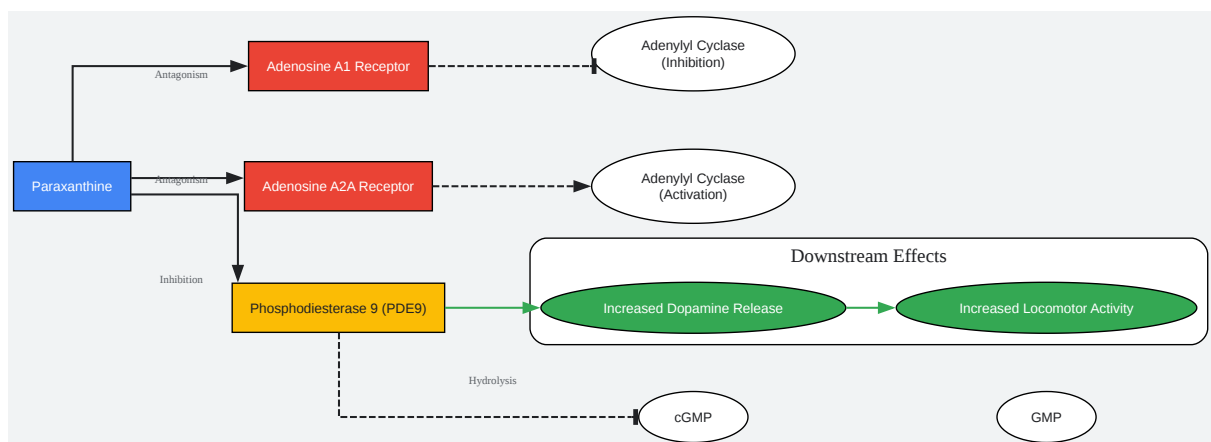 Adenosine A1 Receptor
Adenylyl Cyclase
(Inhibition)
Antagonism
Paraxanthine
Antagonism
Adenosine A2A Receptor
Adenylyl Cyclase
(Activation)
Downstream Effects
Inhibition
Phosphodiesterase 9 (PDE9)
Increased Dopamine Release
Increased Locomotor Activity
Hydrolysis
cGMP
GMP